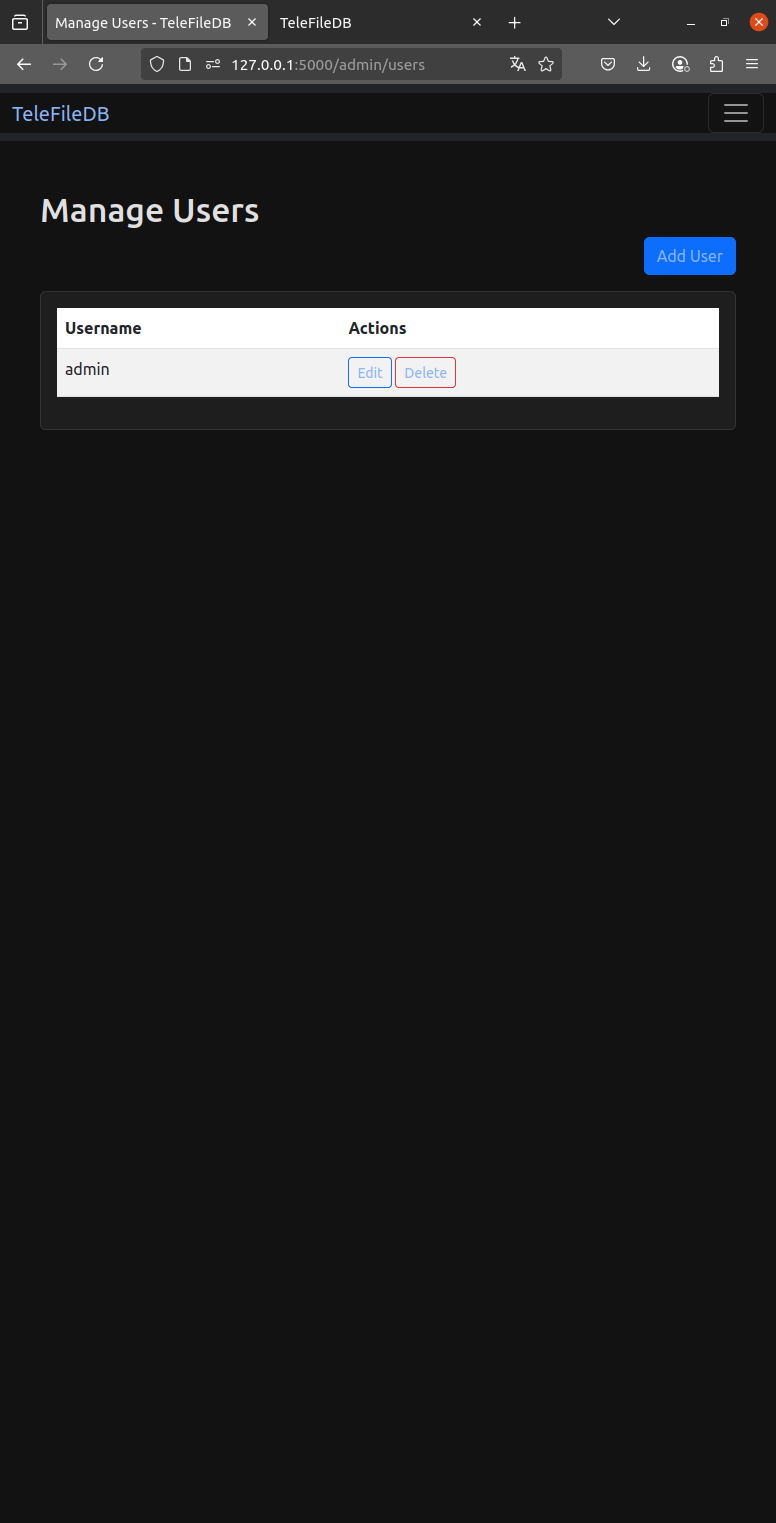 Manage Users - TeleFileDB
TeleFileDB
127.0.0.1:5000/admin/users
TeleFileDB
Manage Users
Add User
Username Actions
admin Edit Delete